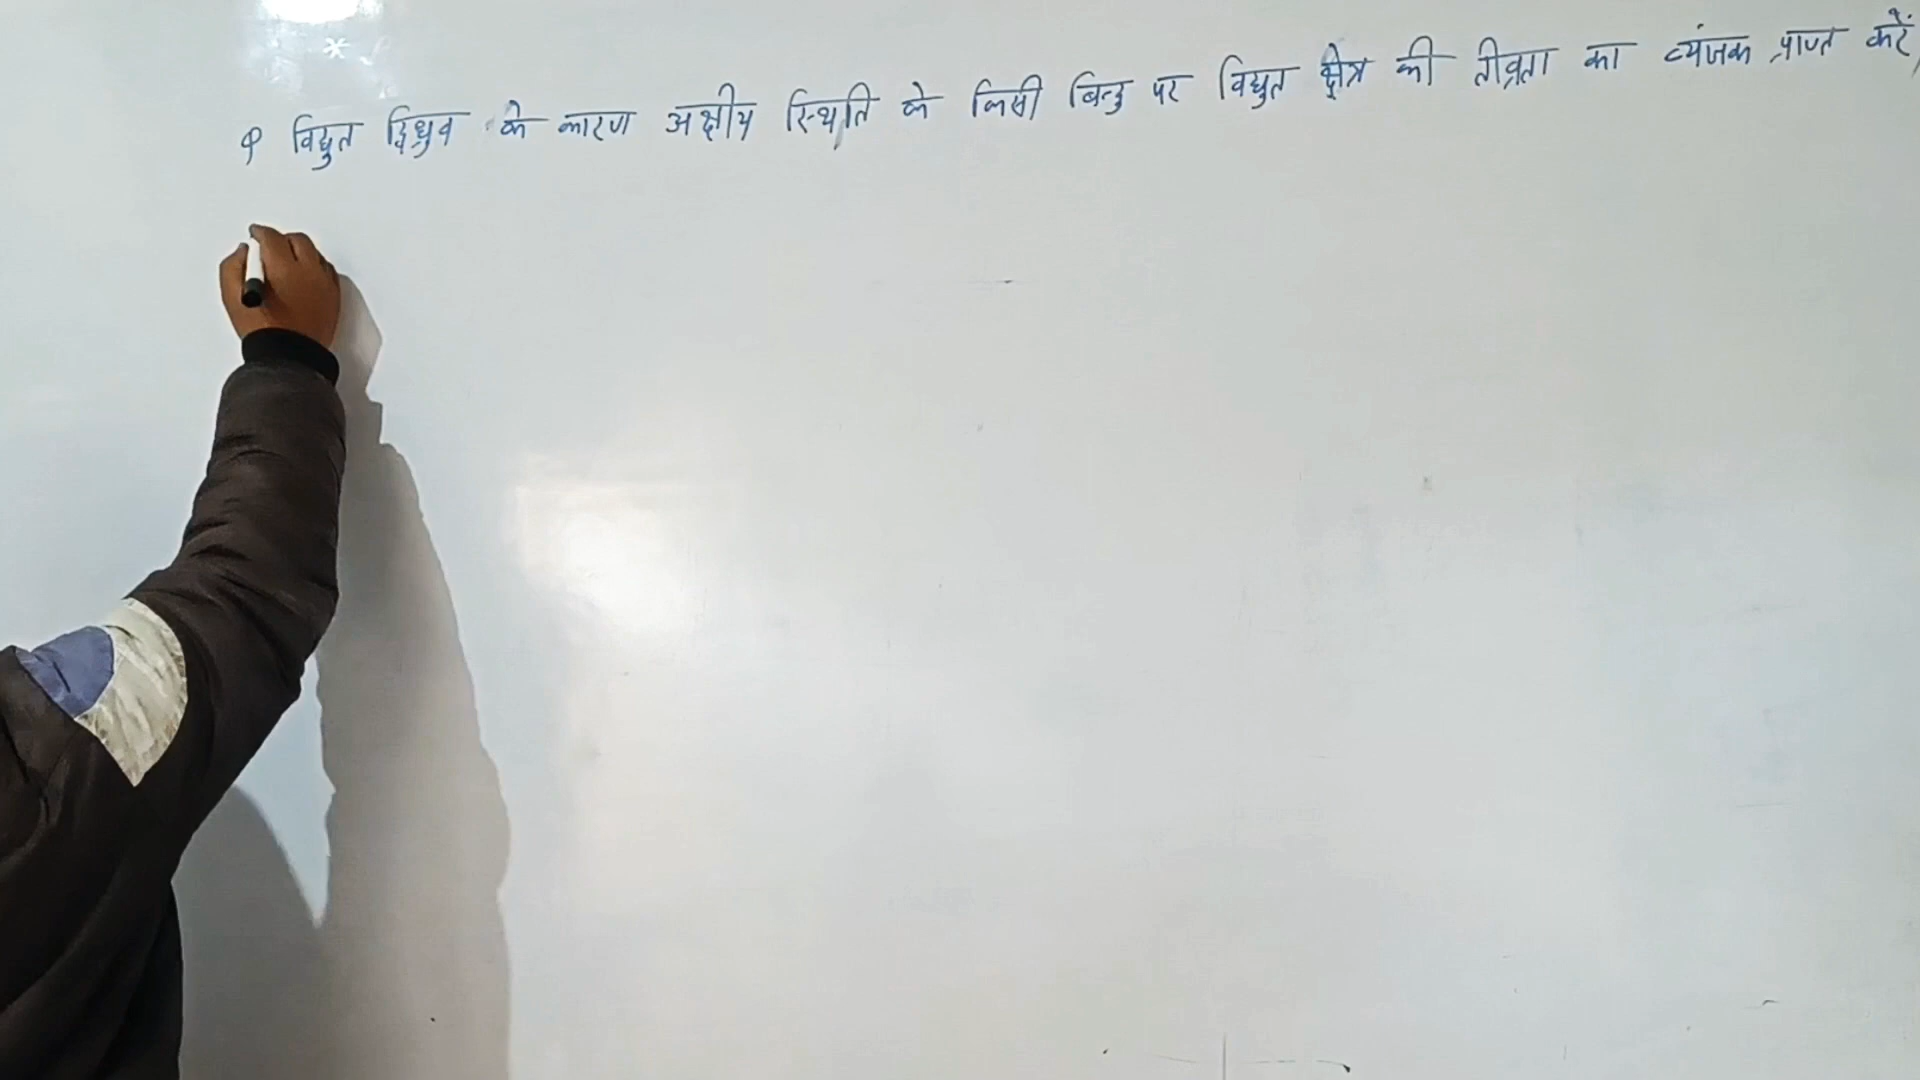 Q विद्युत द्विध्रुव के कारण अक्षीय स्थिति के किसी बिन्दु पर विद्युत क्षेत्र की तीव्रता का व्यंजक प्राप्त करें,